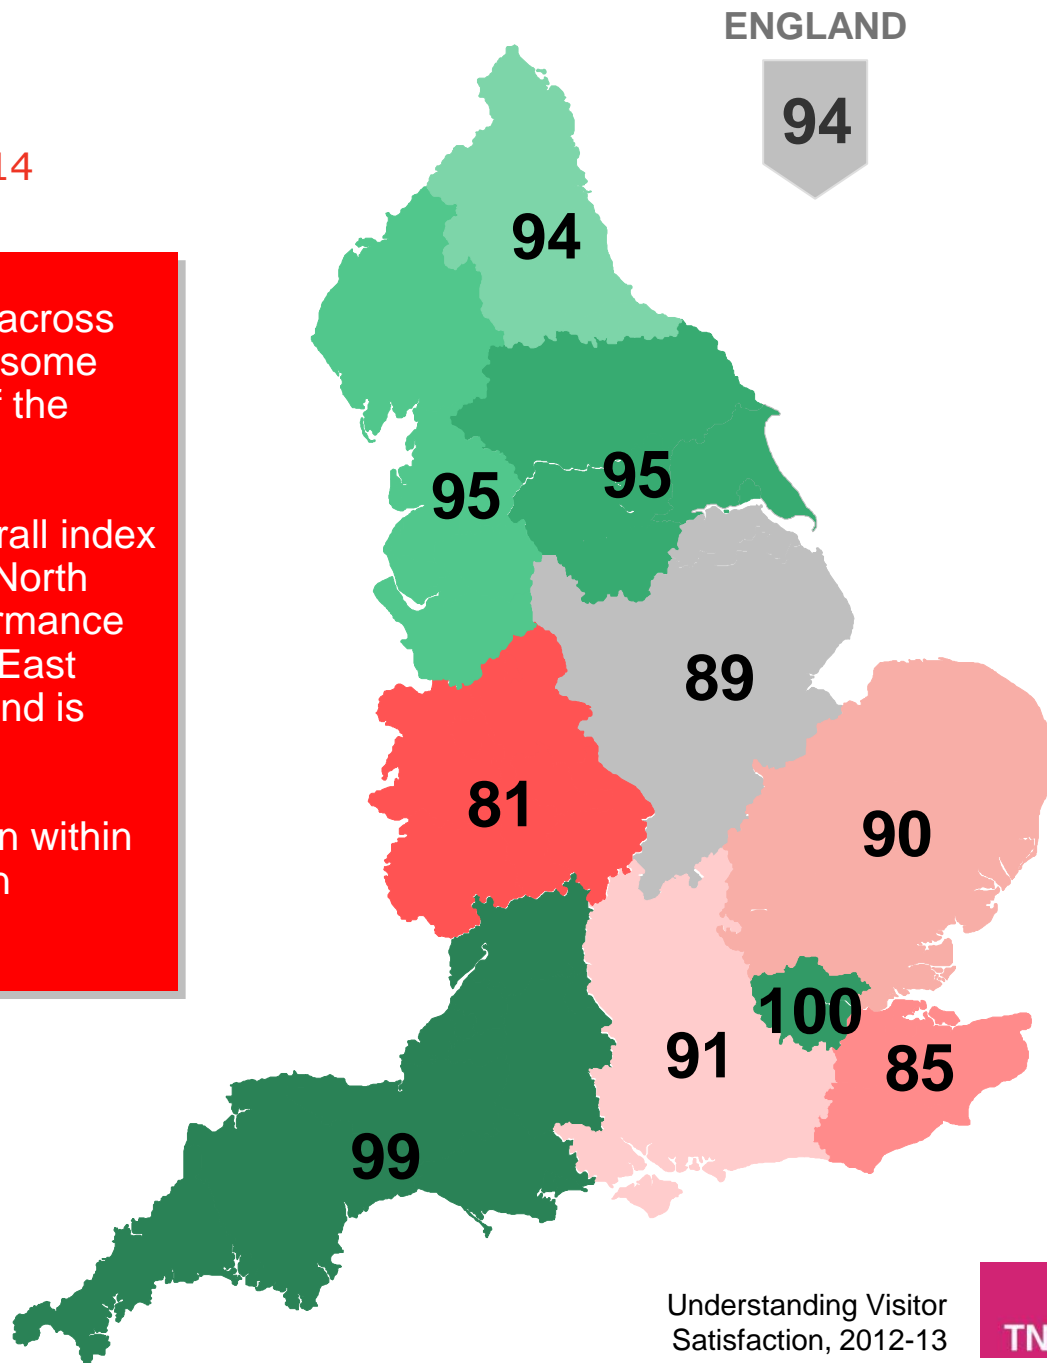 ENGLAND
94
14
across
some
f the
rall index
North
rmance
East
nd is
n within
n
94
95
95
89
81
90
100
91
85
99
Understanding Visitor
Satisfaction, 2012-13
TN